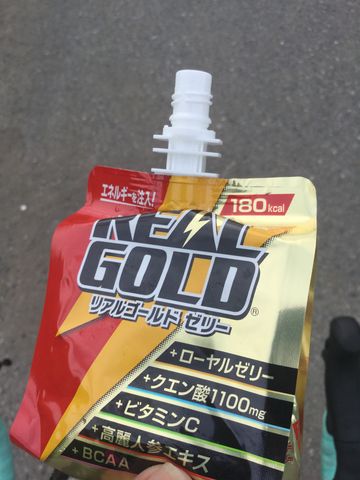 エネルギーを注入!
180kcal
REAL
GOLD®
リアルゴールド ゼリー
+ローヤルゼリー
+クエン酸1100mg
+ビタミンC
+高麗人参エキス
+BCAA